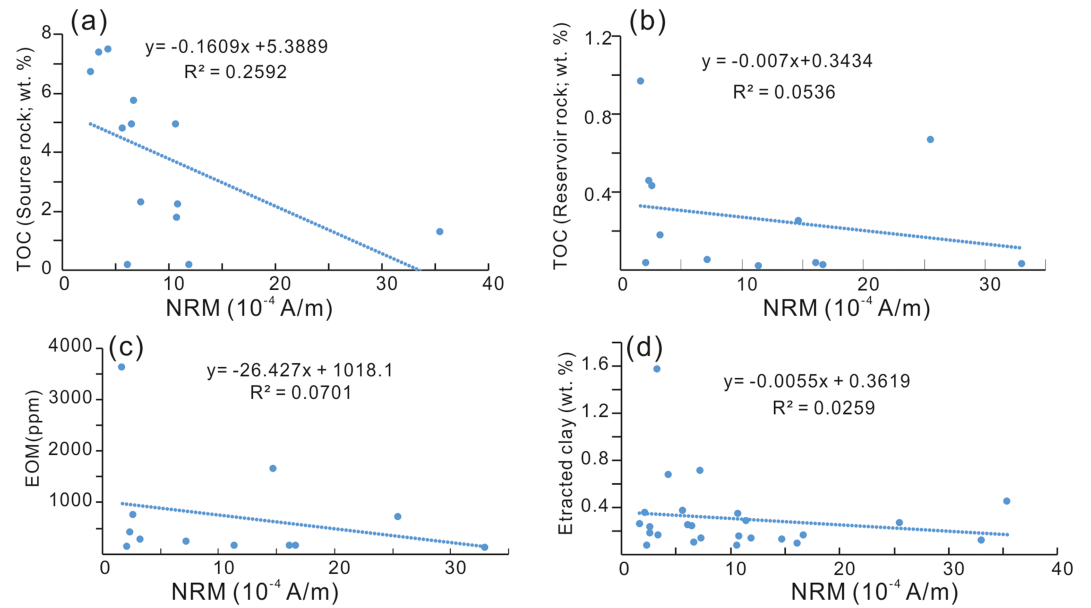 (a)
y= -0.1609x +5.3889
R² = 0.2592
TOC (Source rock; wt. %)
8
6
4
2
0
0 10 20 30 40
NRM (10⁻⁴ A/m)
(b)
y = -0.007x+0.3434
R² = 0.0536
TOC (Reservoir rock; wt. %)
1.2
0.8
0.4
0
0 10 20 30
NRM (10⁻⁴ A/m)
(c)
y= -26.427x + 1018.1
R² = 0.0701
EOM(ppm)
4000
3000
2000
1000
0
0 10 20 30
NRM (10⁻⁴ A/m)
(d)
y= -0.0055x + 0.3619
R² = 0.0259
Etracted clay (wt. %)
1.6
1.2
0.8
0.4
0
0 10 20 30 40
NRM (10⁻⁴ A/m)